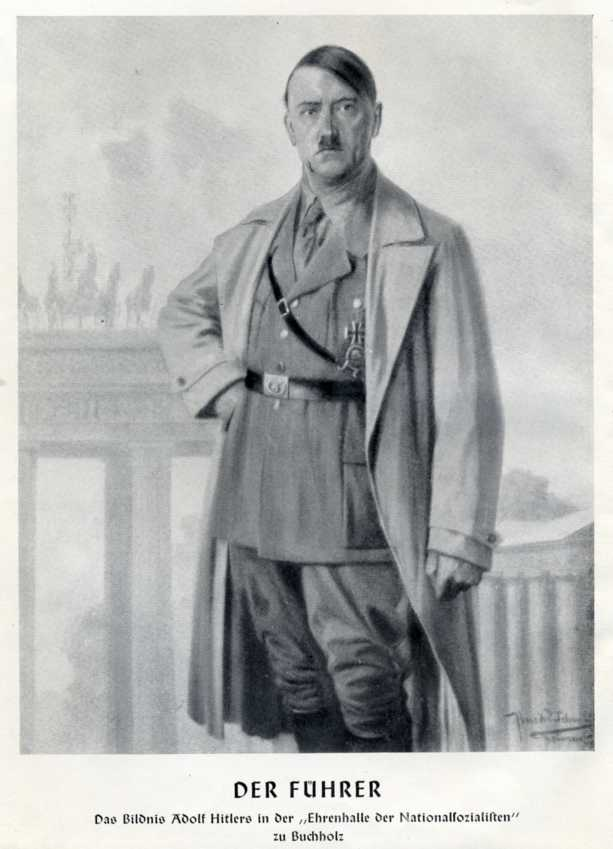 DER FÜHRER
Das Bildnis Adolf Hitlers in der „Ehrenhalle der Nationalſozialiſten“
zu Buchholz